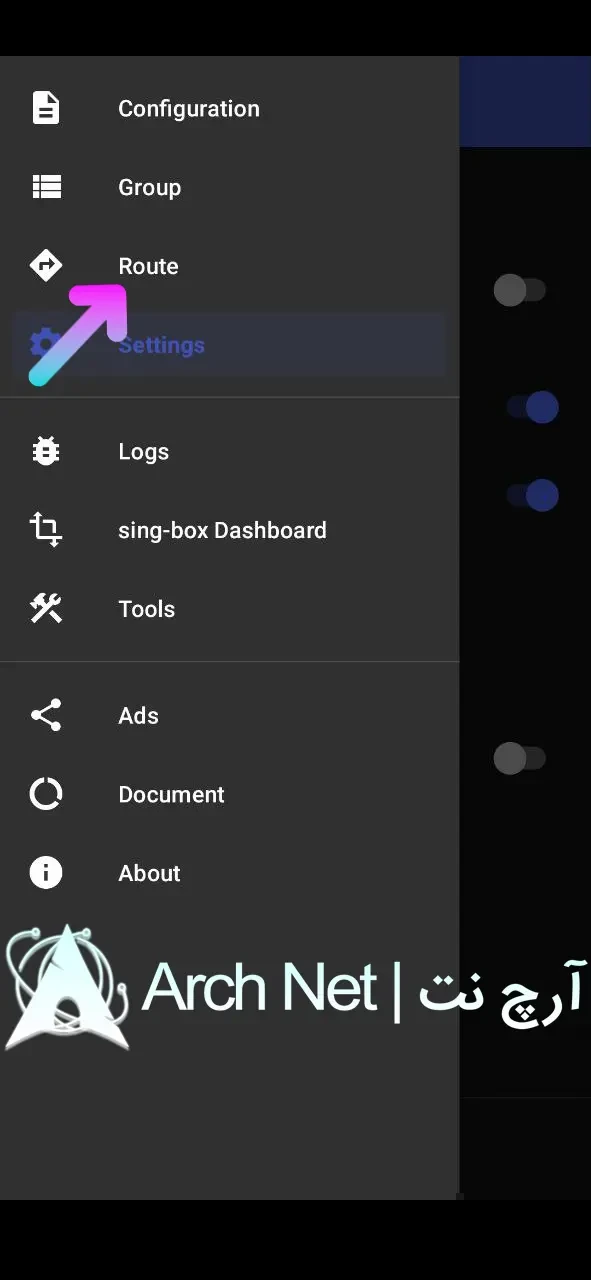 Configuration
Group
Route
Settings
Logs
sing-box Dashboard
Tools
Ads
Document
About
Arch Net | آرچ نت